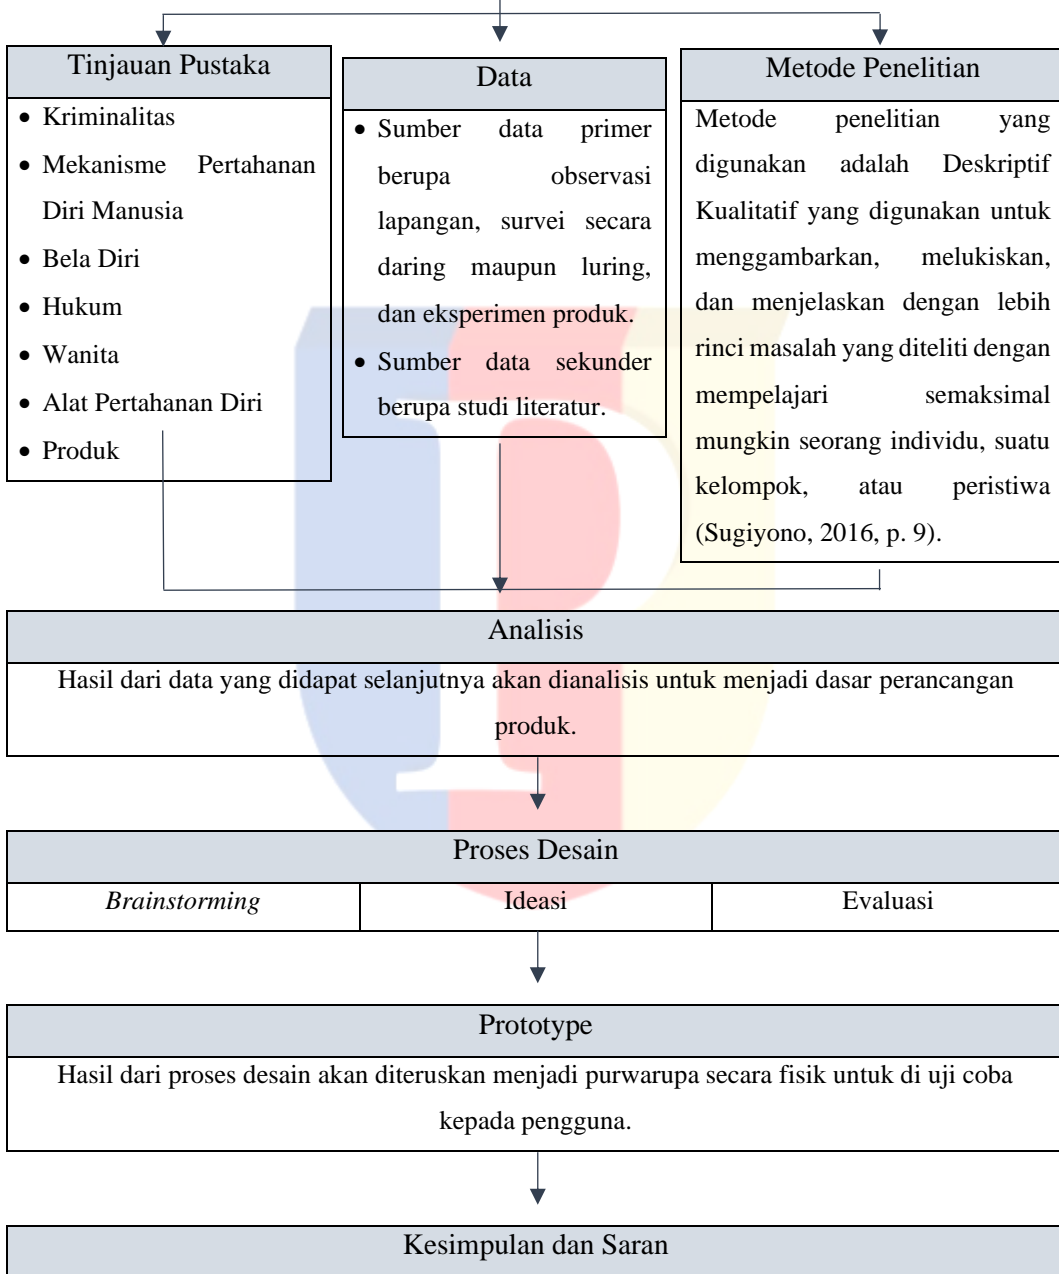 Tinjauan Pustaka
• Kriminalitas
• Mekanisme Pertahanan
Diri Manusia
• Bela Diri
• Hukum
• Wanita
• Alat Pertahanan Diri
• Produk
Data
• Sumber data primer
berupa observasi
lapangan, survei secara
daring maupun luring,
dan eksperimen produk.
• Sumber data sekunder
berupa studi literatur.
Metode Penelitian
Metode penelitian yang
digunakan adalah Deskriptif
Kualitatif yang digunakan untuk
menggambarkan, melukiskan,
dan menjelaskan dengan lebih
rinci masalah yang diteliti dengan
mempelajari semaksimal
mungkin seorang individu, suatu
kelompok, atau peristiwa
(Sugiyono, 2016, p. 9).
Analisis
Hasil dari data yang didapat selanjutnya akan dianalisis untuk menjadi dasar perancangan
produk.
Proses Desain
Brainstorming
Ideasi
Evaluasi
Prototype
Hasil dari proses desain akan diteruskan menjadi purwarupa secara fisik untuk di uji coba
kepada pengguna.
Kesimpulan dan Saran